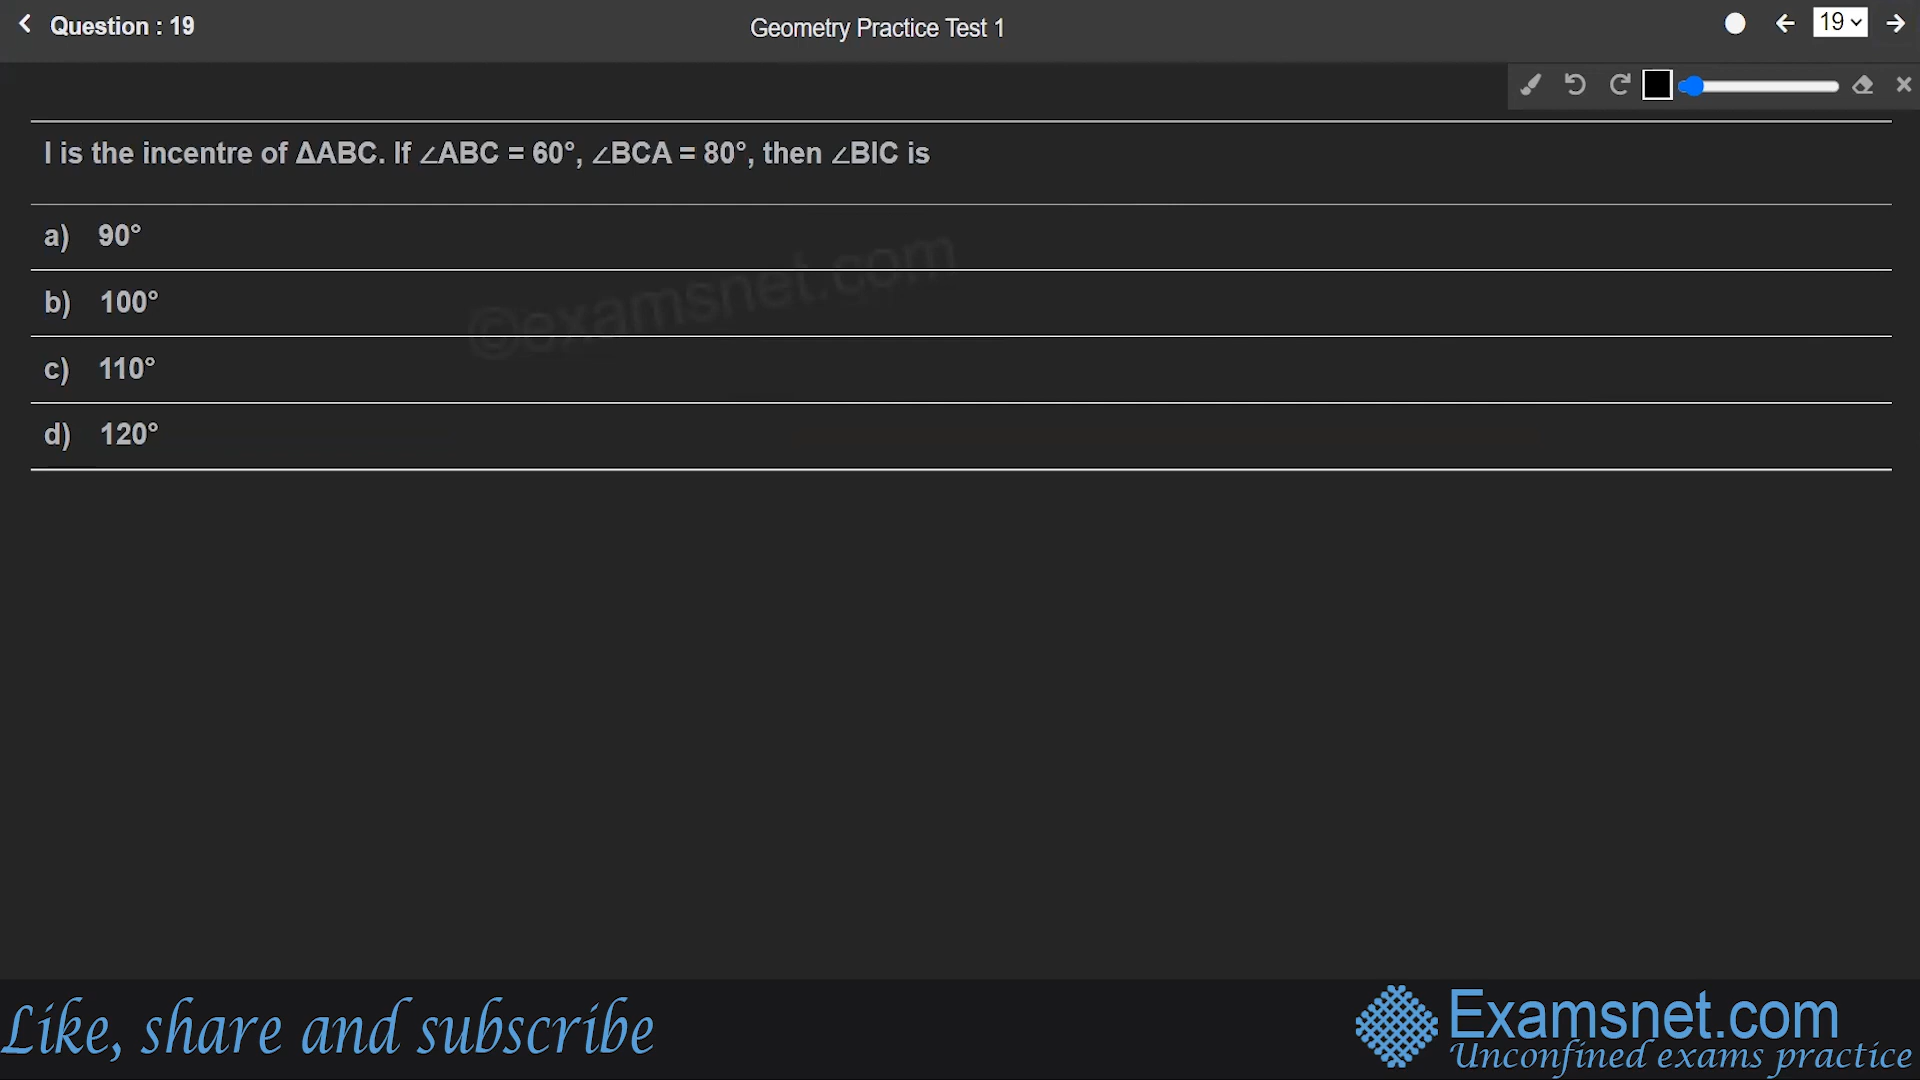 Question : 19
Geometry Practice Test 1
19
I is the incentre of ΔABC. If ∠ABC = 60°, ∠BCA = 80°, then ∠BIC is
a) 90°
b) 100°
c) 110°
d) 120°
©examsnet.com
Like, share and subscribe
Examsnet.com
Unconfined exams practice